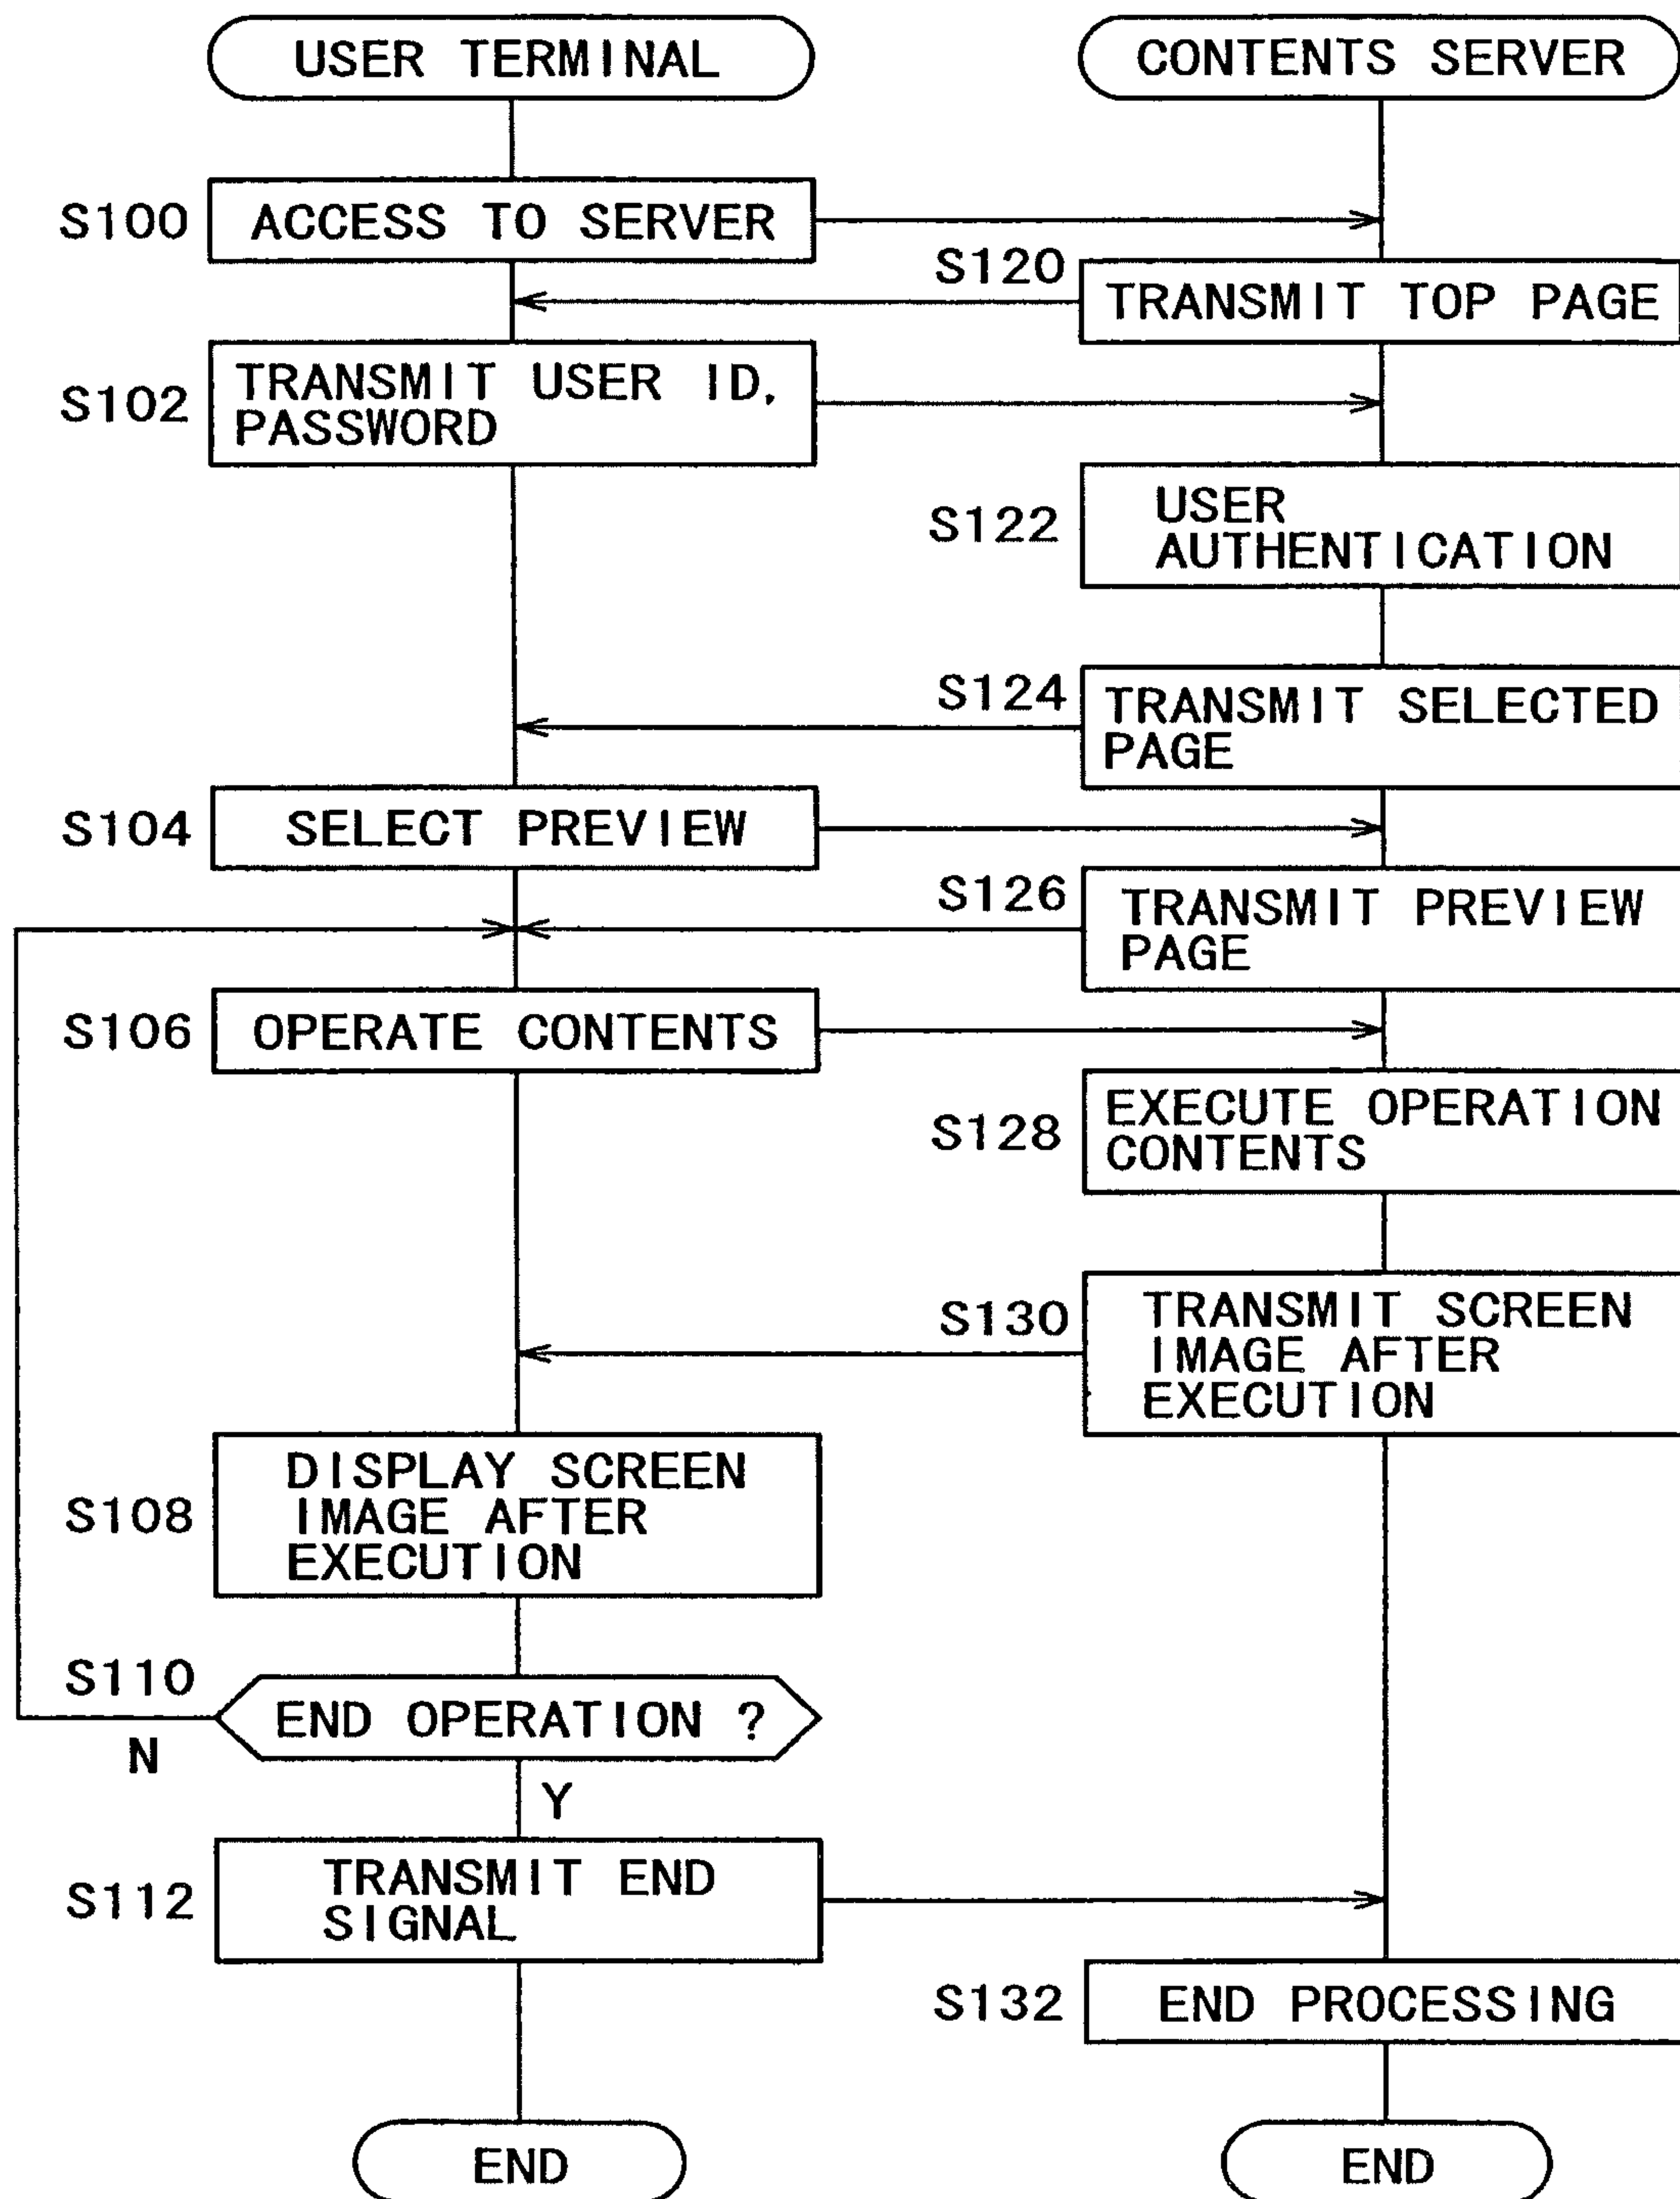 USER TERMINAL
CONTENTS SERVER
S100
ACCESS TO SERVER
S120
TRANSMIT TOP PAGE
S102
TRANSMIT USER ID,
PASSWORD
S122
USER
AUTHENTICATION
S124
TRANSMIT SELECTED
PAGE
S104
SELECT PREVIEW
S126
TRANSMIT PREVIEW
PAGE
S106
OPERATE CONTENTS
S128
EXECUTE OPERATION
CONTENTS
S130
TRANSMIT SCREEN
IMAGE AFTER
EXECUTION
S108
DISPLAY SCREEN
IMAGE AFTER
EXECUTION
S110
END OPERATION ?
N
Y
S112
TRANSMIT END
SIGNAL
S132
END PROCESSING
END
END